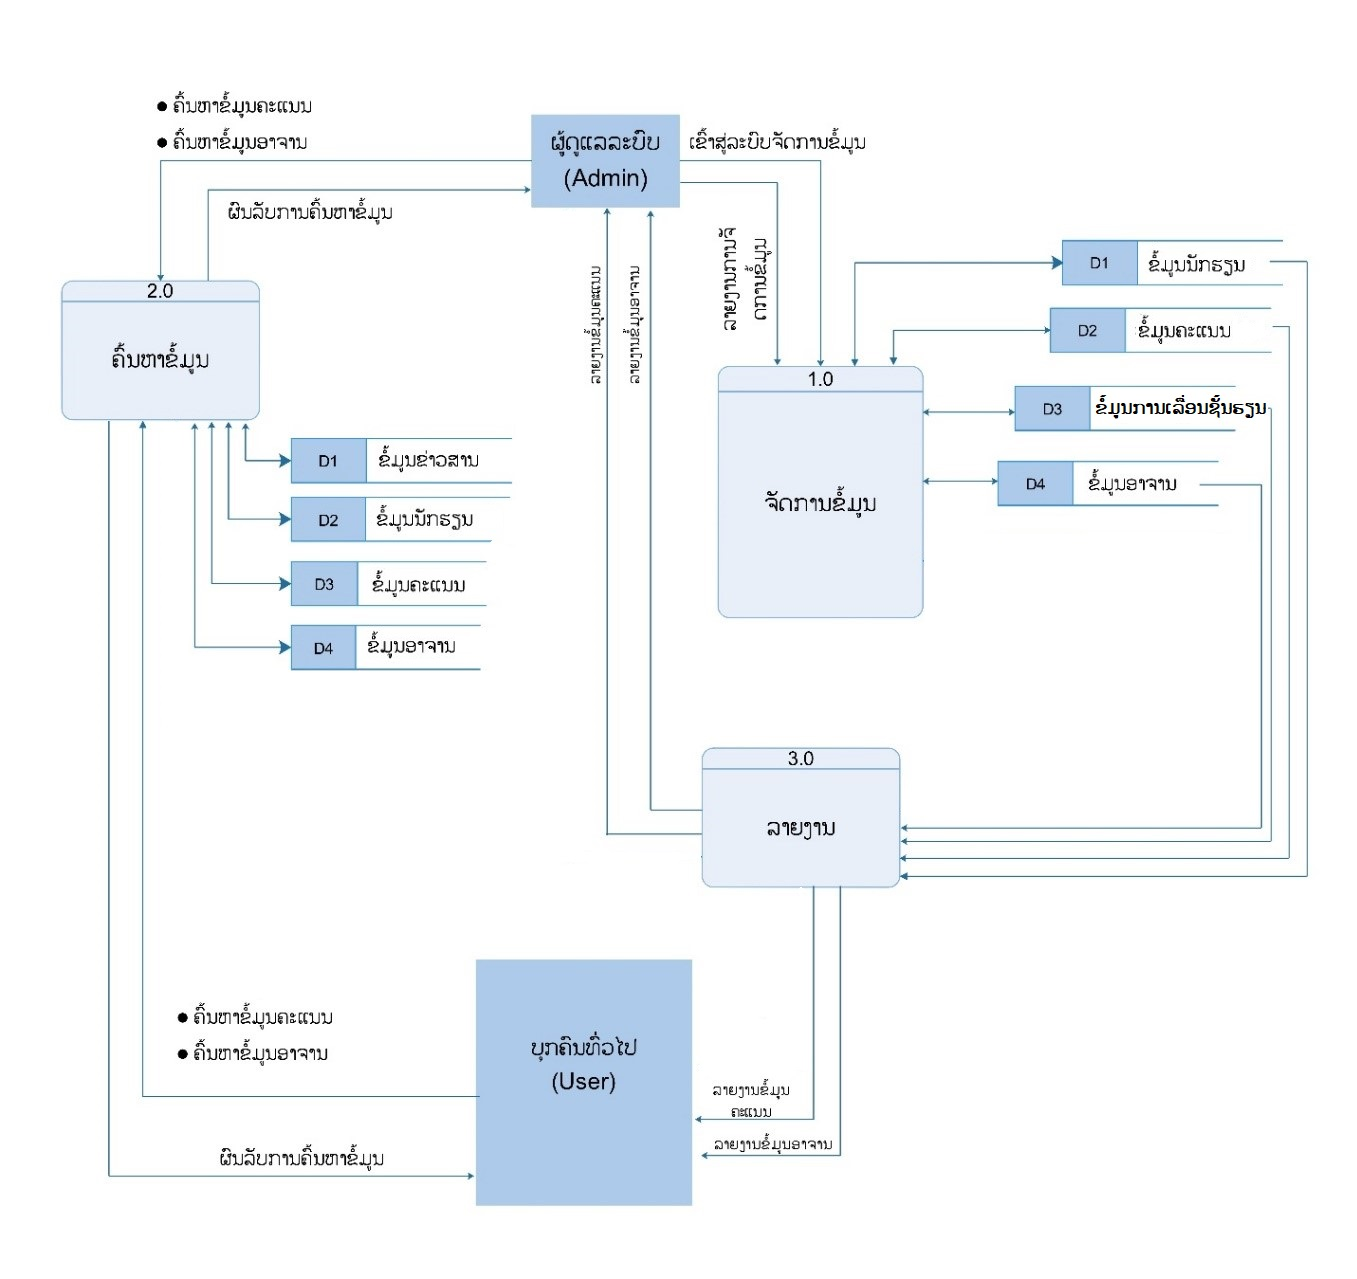 ● ຄົ້ນຫາຂໍ້ມູນຄະແນນ
● ຄົ້ນຫາຂໍ້ມູນອາຈານ
ຜູ້ດູແລລະບົບ
(Admin)
ເຂົ້າສູ່ລະບົບຈັດການຂໍ້ມູນ
ຜົນລັບການຄົ້ນຫາຂໍ້ມູນ
ລາຍງານການຈັ
ດການຂໍ້ມູນ
ລາຍງານຂໍ້ມູນຄະແນນ
ລາຍງານຂໍ້ມູນອາຈານ
D1 ຂໍ້ມູນນັກຮຽນ
D2 ຂໍ້ມູນຄະແນນ
D3 ຂໍ້ມູນການເລື່ອນຊັ້ນຮຽນ
D4 ຂໍ້ມູນອາຈານ
2.0
ຄົ້ນຫາຂໍ້ມູນ
1.0
ຈັດການຂໍ້ມູນ
D1 ຂໍ້ມູນຂ່າວສານ
D2 ຂໍ້ມູນນັກຮຽນ
D3 ຂໍ້ມູນຄະແນນ
D4 ຂໍ້ມູນອາຈານ
3.0
ລາຍງານ
● ຄົ້ນຫາຂໍ້ມູນຄະແນນ
● ຄົ້ນຫາຂໍ້ມູນອາຈານ
ບຸກຄົນທົ່ວໄປ
(User)
ລາຍງານຂໍ້ມູນ
ຄະແນນ
ລາຍງານຂໍ້ມູນອາຈານ
ຜົນລັບການຄົ້ນຫາຂໍ້ມູນ